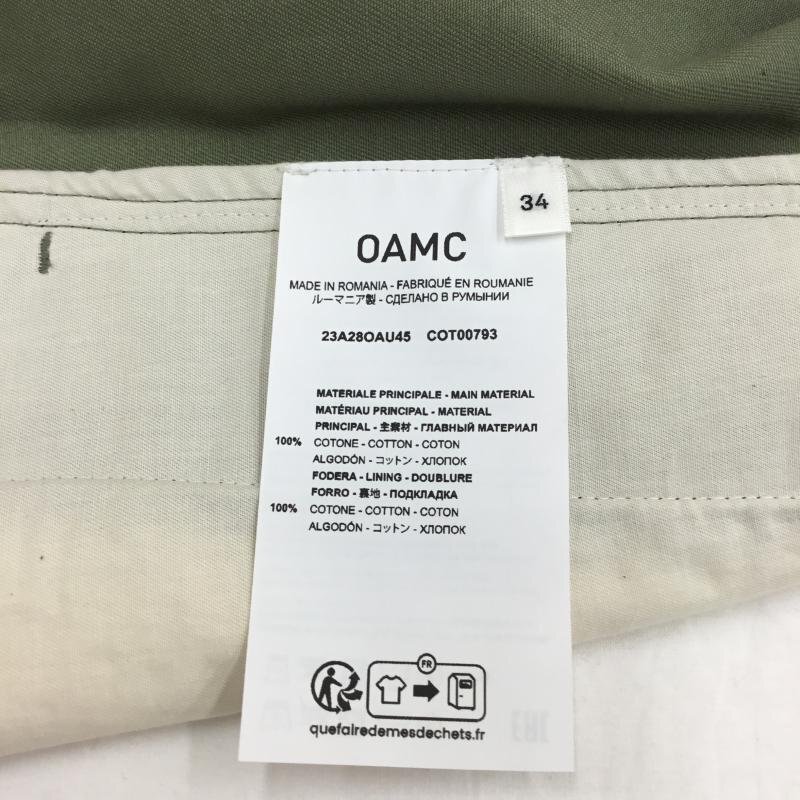 34
OAMC
MADE IN ROMANIA - FABRIQUÉ EN ROUMANIE
ルーマニア製 - СДЕЛАНО В РУМЫНИИ
23A28OAU45 COT00793
MATERIALE PRINCIPALE - MAIN MATERIAL
MATÉRIAU PRINCIPAL - MATERIAL
PRINCIPAL - 主素材 - ГЛАВНЫЙ МАТЕРИАЛ
100% COTONE - COTTON - COTON
ALGODÓN - コットン - ХЛОПОК
FODERA - LINING - DOUBLURE
FORRO - 裏地 - ПОДКЛАДКА
100% COTONE - COTTON - COTON
ALGODÓN - コットン - ХЛОПОК
FR
quefairedemesdechets.fr